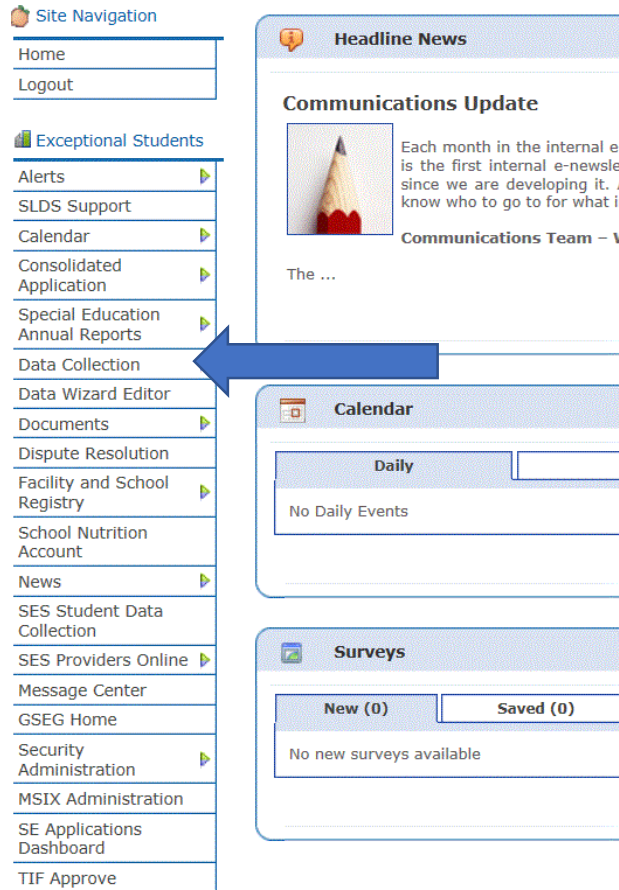 Site Navigation
Home
Logout
Exceptional Students
Alerts
SLDS Support
Calendar
Consolidated
Application
Special Education
Annual Reports
Data Collection
Data Wizard Editor
Documents
Dispute Resolution
Facility and School
Registry
School Nutrition
Account
News
SES Student Data
Collection
SES Providers Online
Message Center
GSEG Home
Security
Administration
MSIX Administration
SE Applications
Dashboard
TIF Approve
Headline News
Communications Update
Each month in the internal e
is the first internal e-newsle
since we are developing it.
know who to go to for what i
Communications Team –
The ...
Calendar
Daily
No Daily Events
Surveys
New (0) Saved (0)
No new surveys available